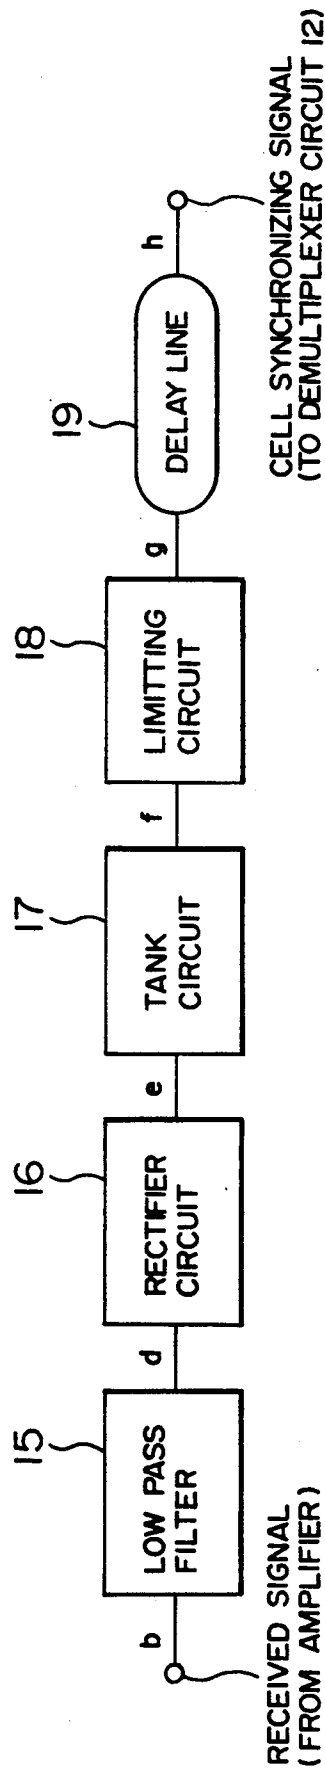 15
16
17
18
19
b
LOW PASS
FILTER
d
RECTIFIER
CIRCUIT
e
TANK
CIRCUIT
f
LIMITTING
CIRCUIT
g
DELAY LINE
h
RECEIVED SIGNAL
(FROM AMPLIFIER)
CELL SYNCHRONIZING SIGNAL
(TO DEMULTIPLEXER CIRCUIT 12)